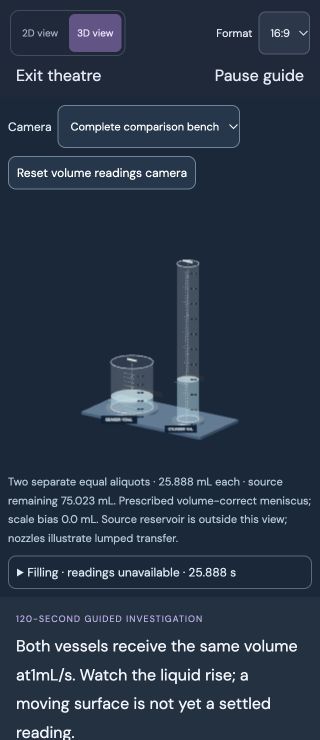 2D view
3D view
Format
16:9
Exit theatre
Pause guide
Camera
Complete comparison bench
Reset volume readings camera
Two separate equal aliquots · 25.888 mL each · source
remaining 75.023 mL. Prescribed volume-correct meniscus;
scale bias 0.0 mL. Source reservoir is outside this view;
nozzles illustrate lumped transfer.
Filling · readings unavailable · 25.888 s
120-SECOND GUIDED INVESTIGATION
Both vessels receive the same volume
at1mL/s. Watch the liquid rise; a
moving surface is not yet a settled
reading.